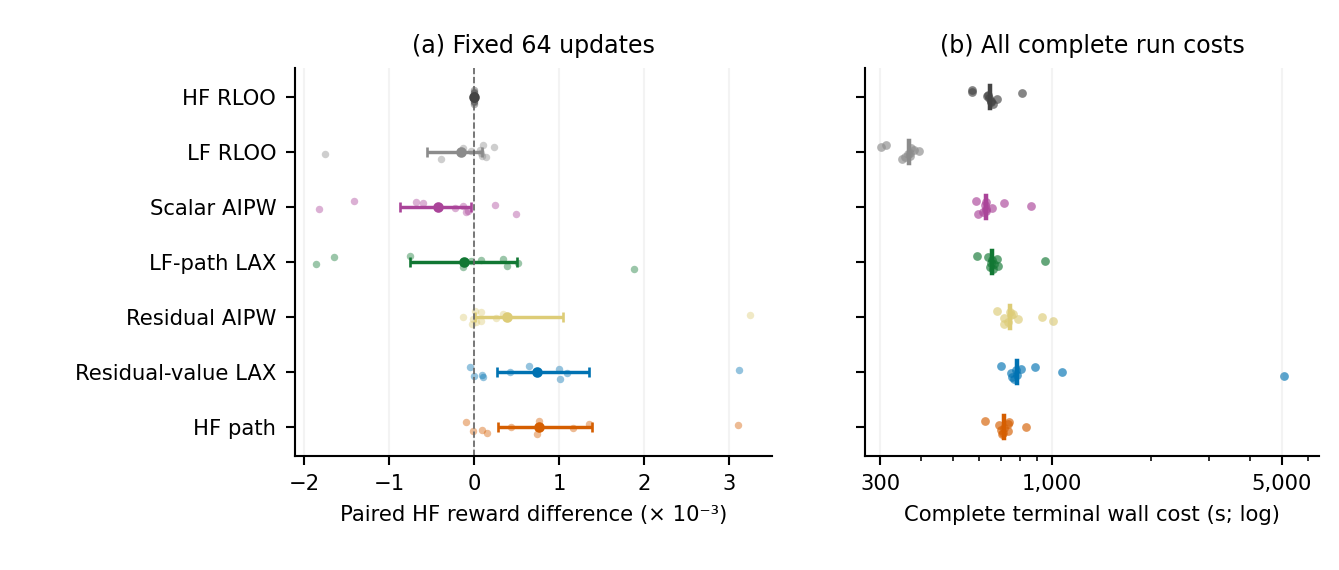 (a) Fixed 64 updates
(b) All complete run costs
HF RLOO
LF RLOO
Scalar AIPW
LF-path LAX
Residual AIPW
Residual-value LAX
HF path
−2 −1 0 1 2 3
300 1,000 5,000
Paired HF reward difference (× 10⁻³)
Complete terminal wall cost (s; log)